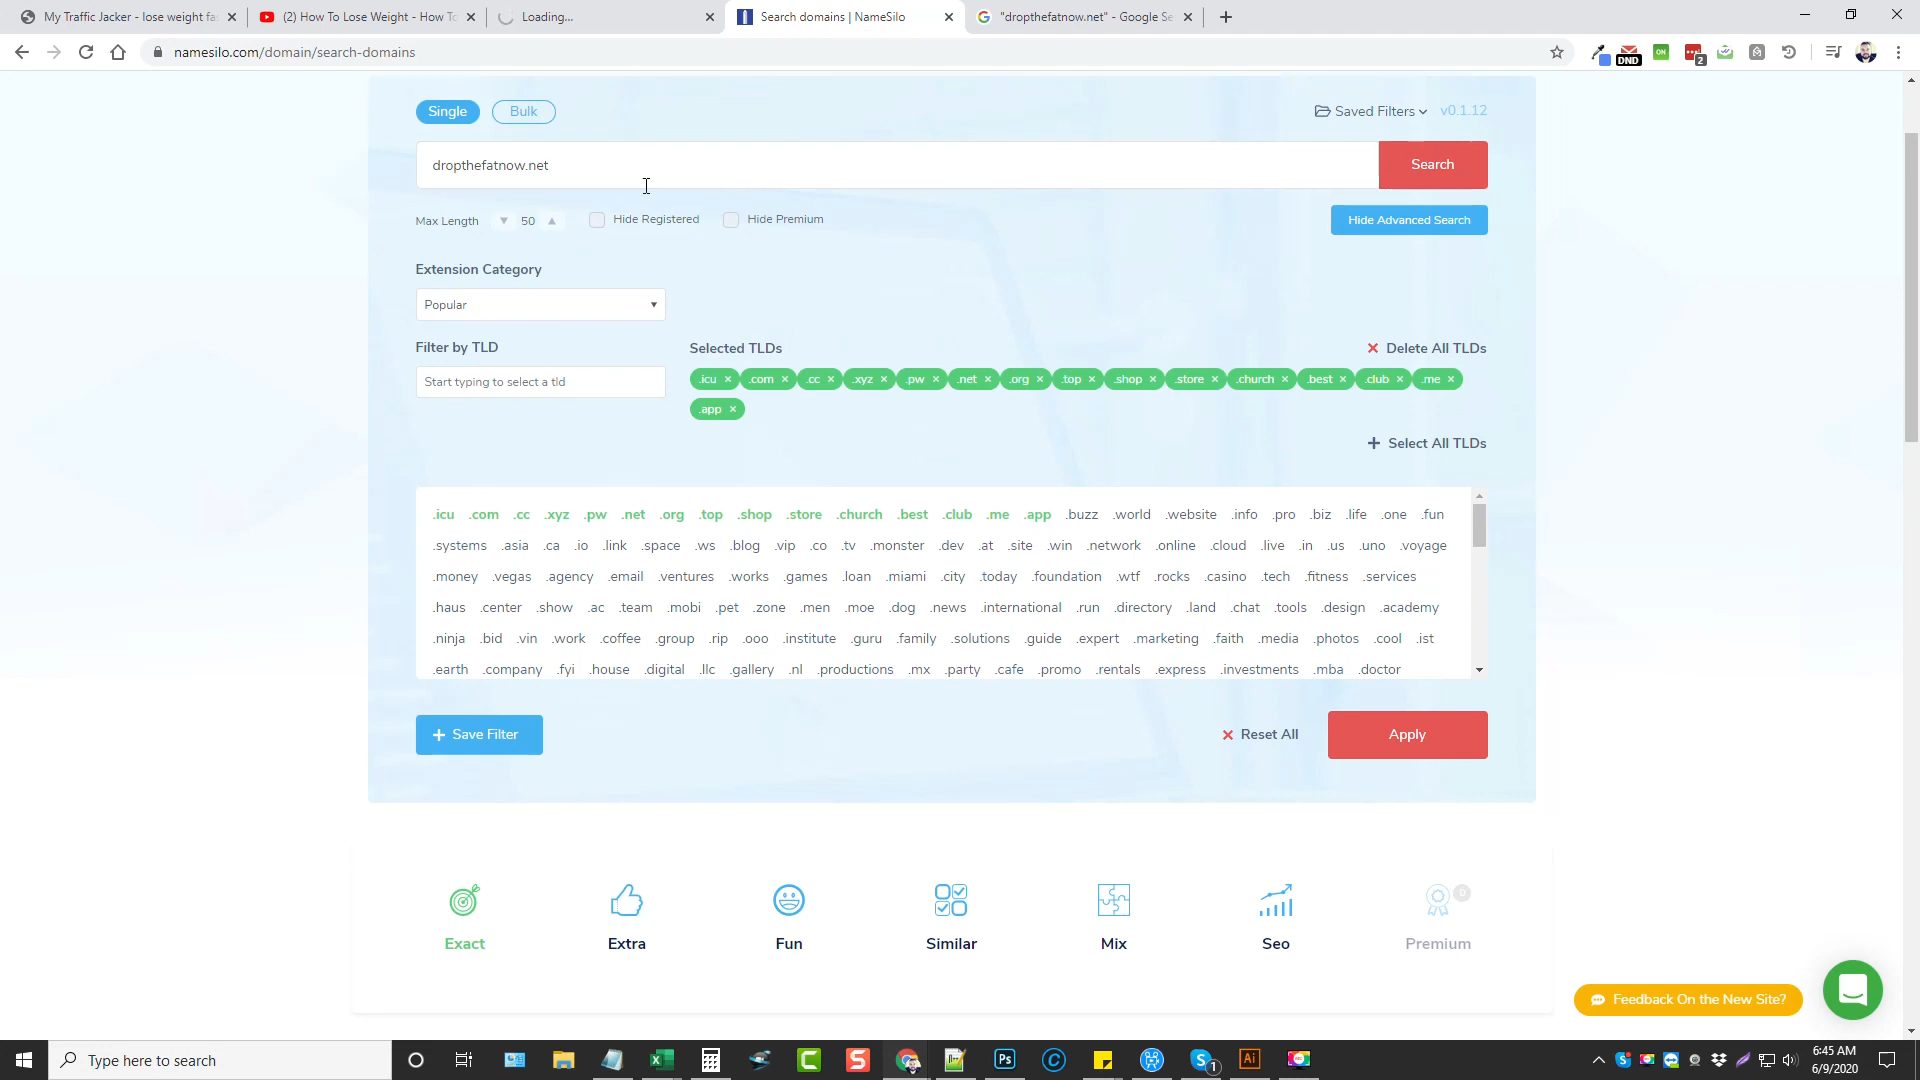 My Traffic Jacker - lose weight fa
(2) How To Lose Weight - How To
Loading...
Search domains | NameSilo
"dropthefatnow.net" - Google Se
namesilo.com/domain/search-domains
DND
ON
2
Single
Bulk
Saved Filters
v0.1.12
dropthefatnow.net
Search
Max Length
50
Hide Registered
Hide Premium
Hide Advanced Search
Extension Category
Popular
Filter by TLD
Selected TLDs
Delete All TLDs
Start typing to select a tld
.icu × .com × .cc × .xyz × .pw × .net × .org × .top × .shop × .store × .church × .best × .club × .me ×
.app ×
Select All TLDs
.icu .com .cc .xyz .pw .net .org .top .shop .store .church .best .club .me .app .buzz .world .website .info .pro .biz .life .one .fun
.systems .asia .ca .io .link .space .ws .blog .vip .co .tv .monster .dev .at .site .win .network .online .cloud .live .in .us .uno .voyage
.money .vegas .agency .email .ventures .works .games .loan .miami .city .today .foundation .wtf .rocks .casino .tech .fitness .services
.haus .center .show .ac .team .mobi .pet .zone .men .moe .dog .news .international .run .directory .land .chat .tools .design .academy
.ninja .bid .vin .work .coffee .group .rip .ooo .institute .guru .family .solutions .guide .expert .marketing .faith .media .photos .cool .ist
.earth .company .fyi .house .digital .llc .gallery .nl .productions .mx .party .cafe .promo .rentals .express .investments .mba .doctor
Save Filter
Reset All
Apply
0
Exact
Extra
Fun
Similar
Mix
Seo
Premium
Feedback On the New Site?
Type here to search
Ps
Ai
1
6:45 AM
6/9/2020